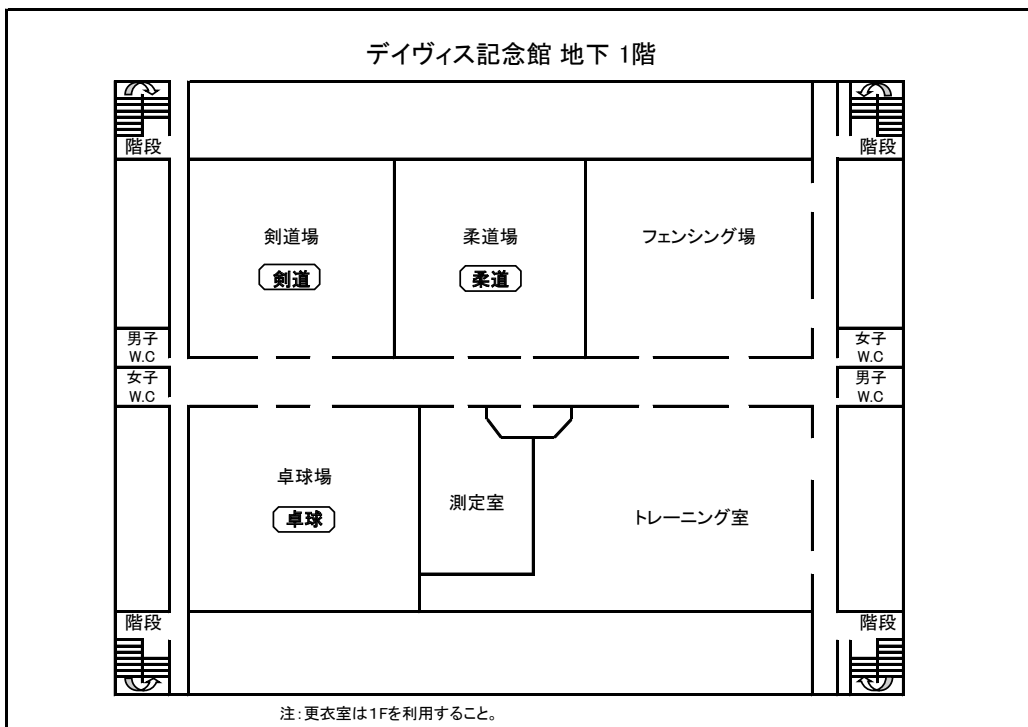 デイヴィス記念館 地下 1階
階段
階段
剣道場
柔道場
フェンシング場
剣道
柔道
男子
W.C
女子
W.C
女子
W.C
男子
W.C
卓球場
卓球
測定室
トレーニング室
階段
階段
注:更衣室は1Fを利用すること。